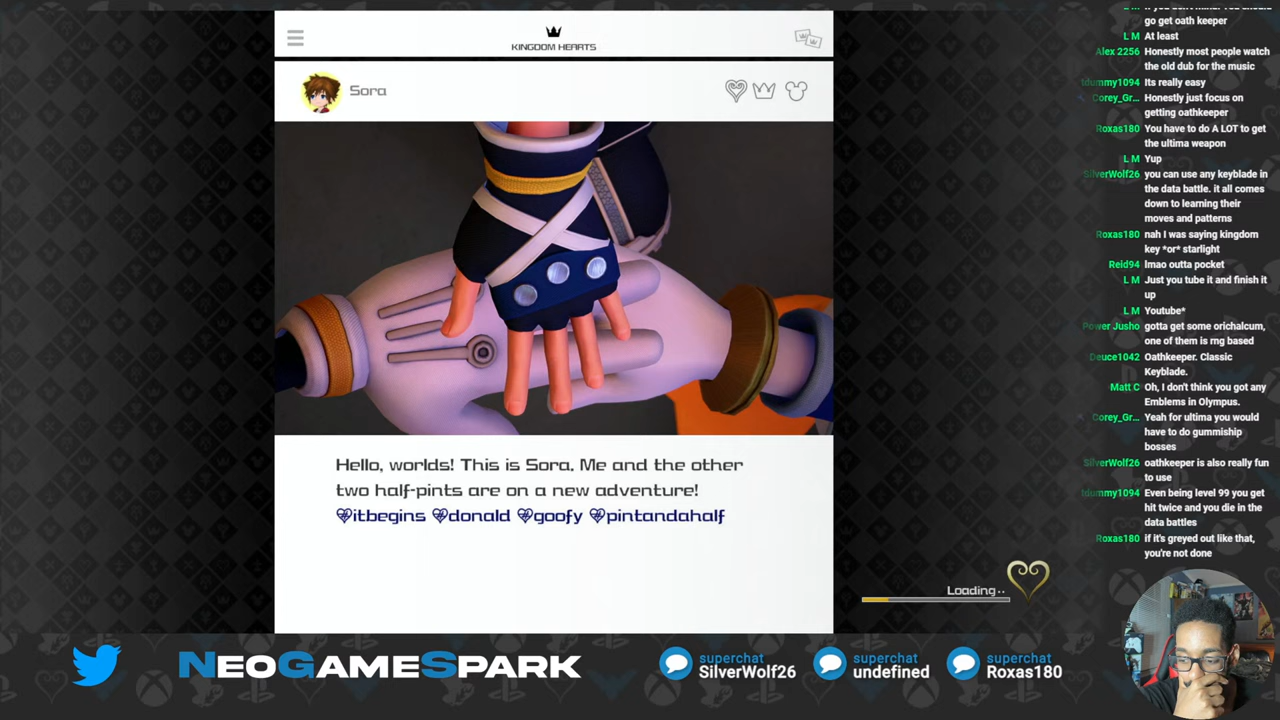 KINGDOM HEARTS
Sora
Hello, worlds! This is Sora. Me and the other
two half-pints are on a new adventure!
itbegins donald goofy pintandahalf
Loading..
go get oath keeper
L M At least
Alex 2256 Honestly most people watch
the old dub for the music
Its really easy
Corey_Gr... Honestly just focus on
getting oathkeeper
Roxas180 You have to do A LOT to get
the ultima weapon
L M Yup
SilverWolf26 you can use any keyblade in
the data battle. it all comes
down to learning their
moves and patterns
Roxas180 nah I was saying kingdom
key *or* starlight
Reid94 lmao outta pocket
L M Just you tube it and finish it
up
L M Youtube*
Power Jusho gotta get some orichalcum,
one of them is rng based
Deuce1042 Oathkeeper. Classic
Keyblade.
Matt C Oh, I don't think you got any
Emblems in Olympus.
Corey_Gr... Yeah for ultima you would
have to do gummiship
bosses
SilverWolf26 oathkeeper is also really fun
to use
Even being level 99 you get
hit twice and you die in the
data battles
Roxas180 if it's greyed out like that,
you're not done
NEOGAMESPARK
superchat
SilverWolf26
superchat
undefined
superchat
Roxas180